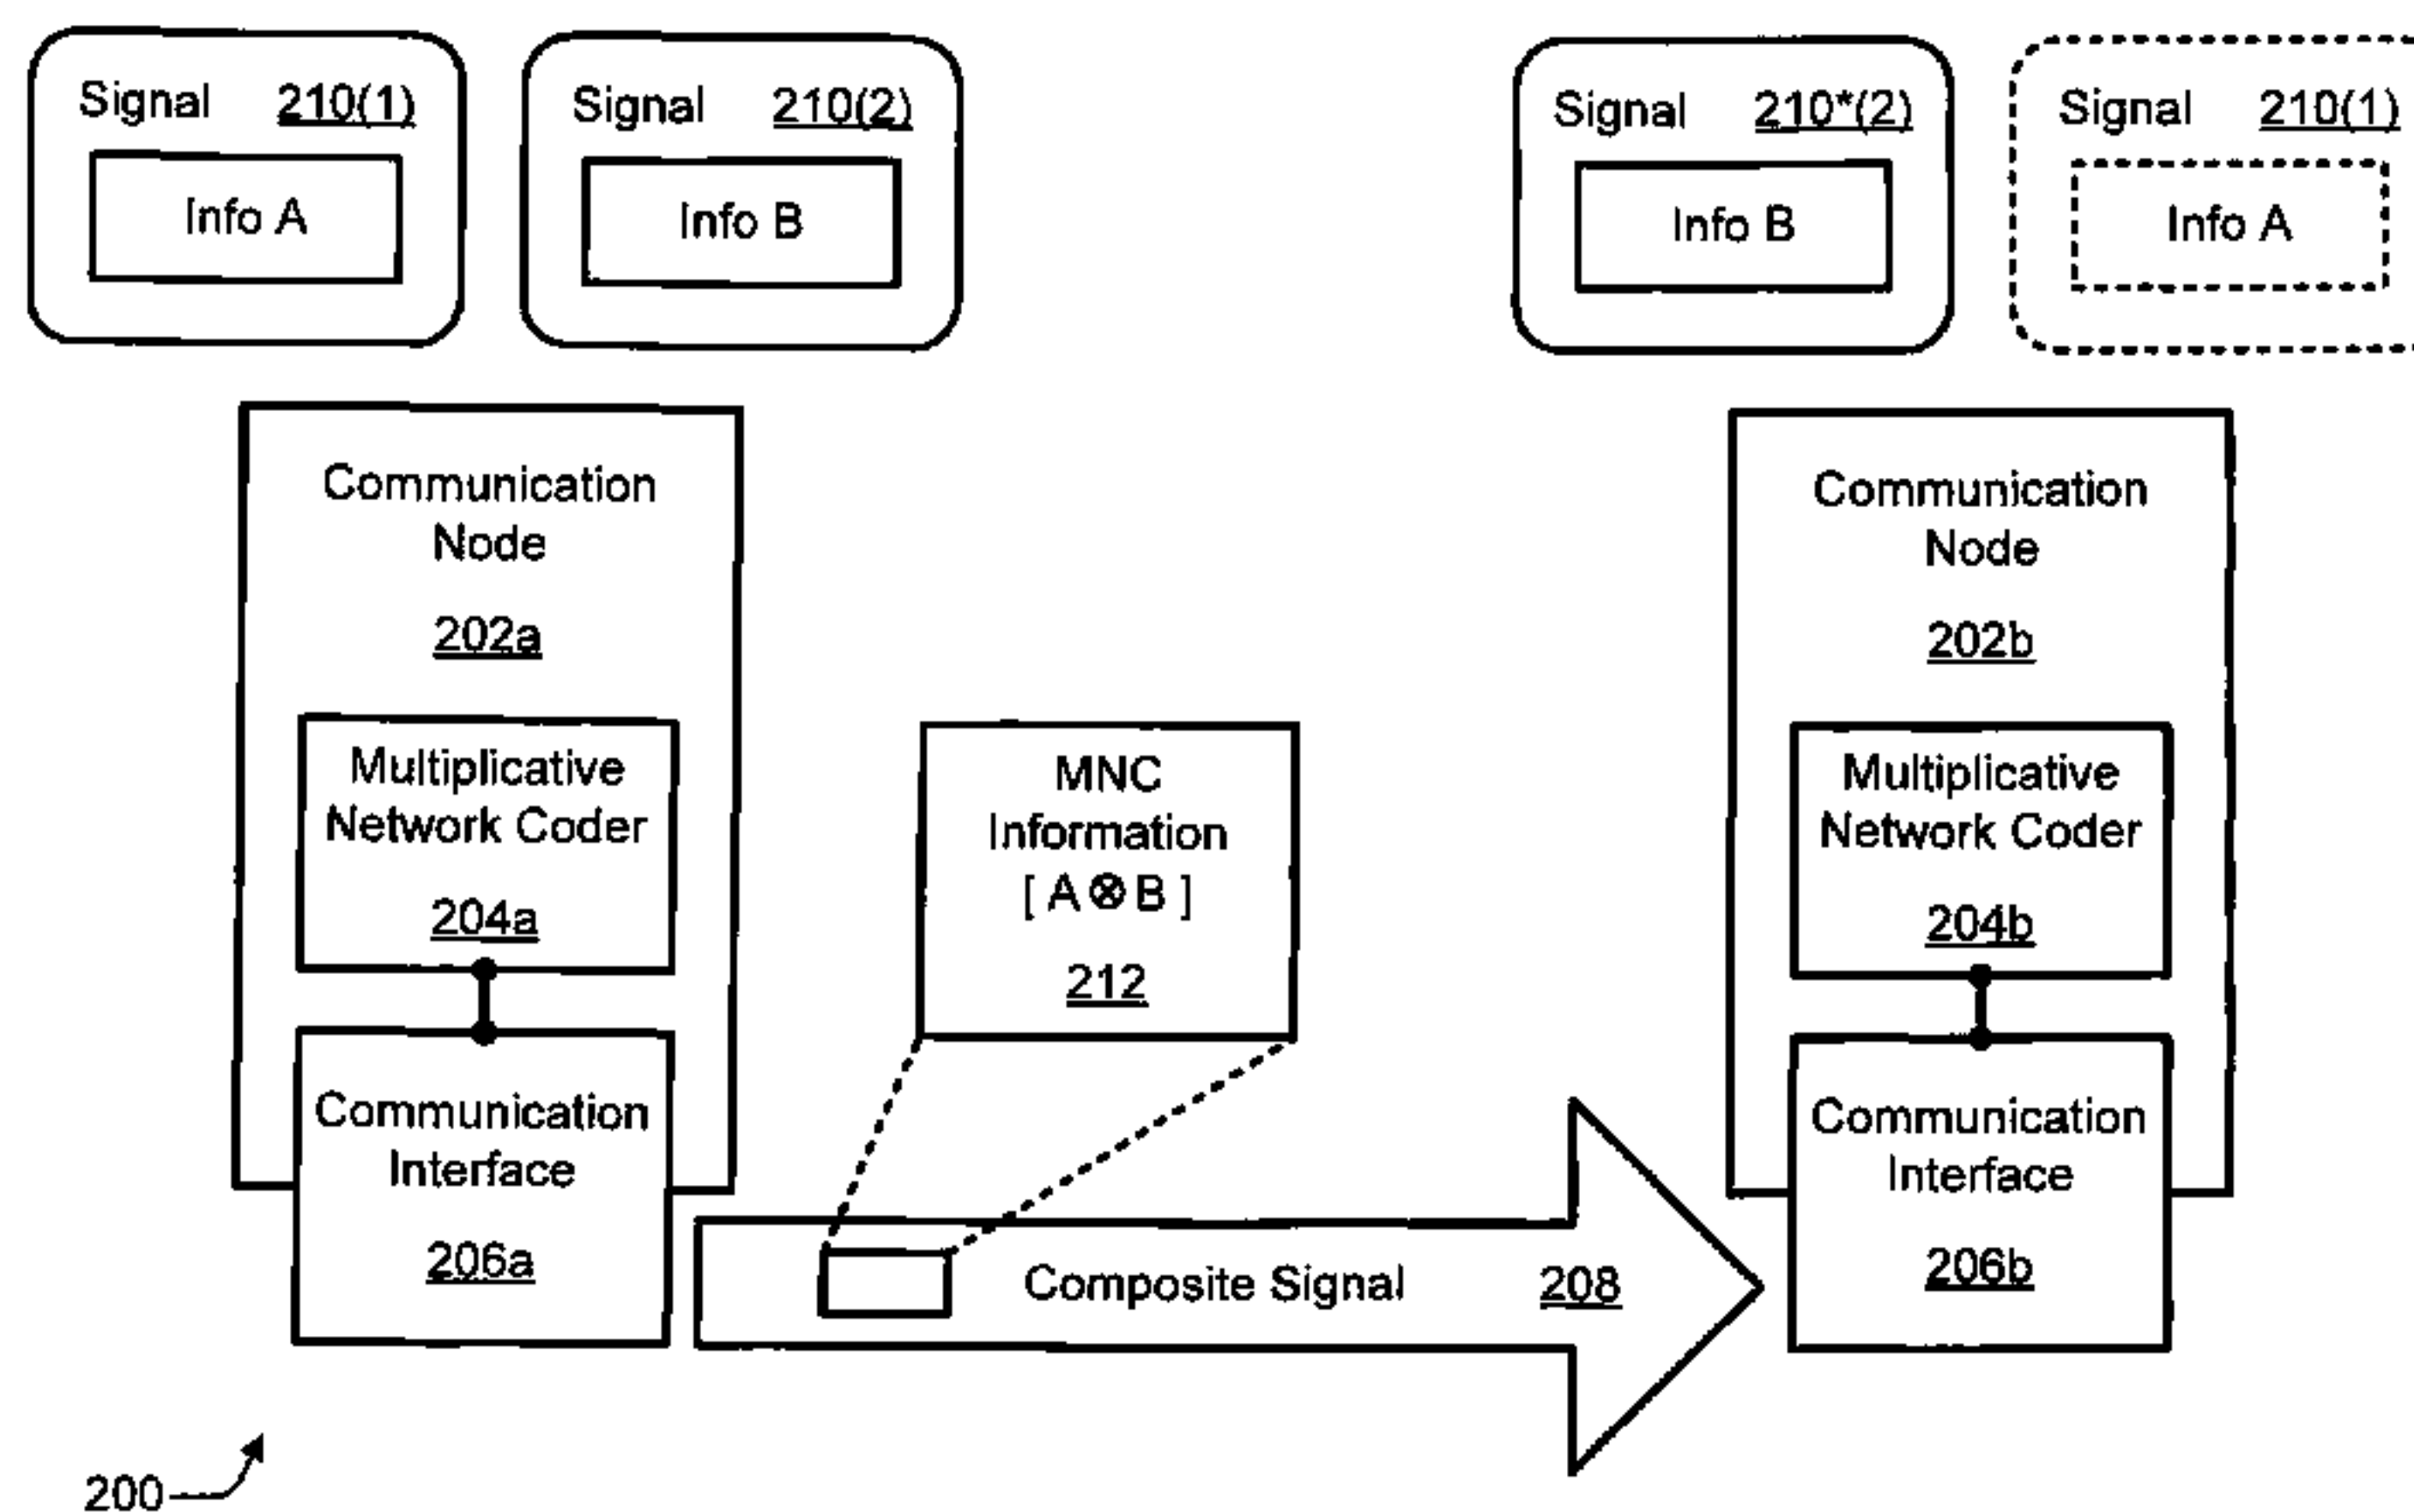 Signal 210(1)
Info A
Signal 210(2)
Info B
Signal 210*(2)
Info B
Signal 210(1)
Info A
Communication
Node
202a
Multiplicative
Network Coder
204a
Communication
Interface
206a
MNC
Information
[ A⊗B ]
212
Composite Signal 208
Communication
Node
202b
Multiplicative
Network Coder
204b
Communication
Interface
206b
200